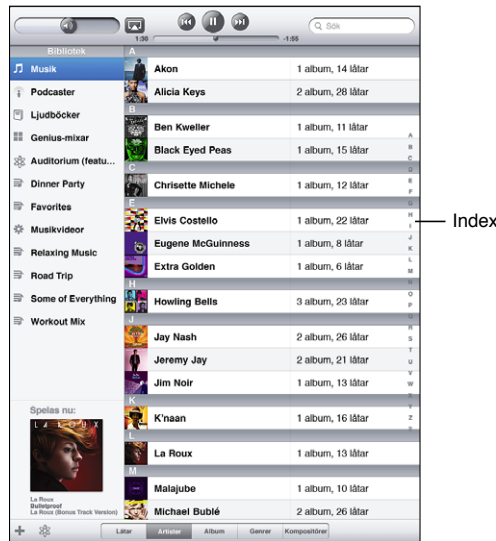 Sök
1:30
-1:55
Bibliotek
Musik
Podcaster
Ljudböcker
Genius-mixar
Auditorium (featu...
Dinner Party
Favorites
Musikvideor
Relaxing Music
Road Trip
Some of Everything
Workout Mix
Spelas nu:
LA ROUX
La Roux
Bulletproof
La Roux (Bonus Track Version)
A
Akon 1 album, 14 låtar
Alicia Keys 2 album, 28 låtar
B
Ben Kweller 1 album, 11 låtar
Black Eyed Peas 1 album, 15 låtar
C
Chrisette Michele 1 album, 12 låtar
E
Elvis Costello 1 album, 22 låtar
Eugene McGuinness 1 album, 8 låtar
Extra Golden 1 album, 6 låtar
H
Howling Bells 3 album, 23 låtar
J
Jay Nash 2 album, 26 låtar
Jeremy Jay 2 album, 21 låtar
Jim Noir 1 album, 13 låtar
K
K'naan 1 album, 16 låtar
L
La Roux 1 album, 13 låtar
M
Malajube 1 album, 10 låtar
Michael Bublé 2 album, 26 låtar
A
B
C
D
E
F
G
H
I
J
K
L
M
N
O
P
Q
R
S
T
U
V
W
X
Y
Z
Index
Låtar Artister Album Genrer Kompositörer